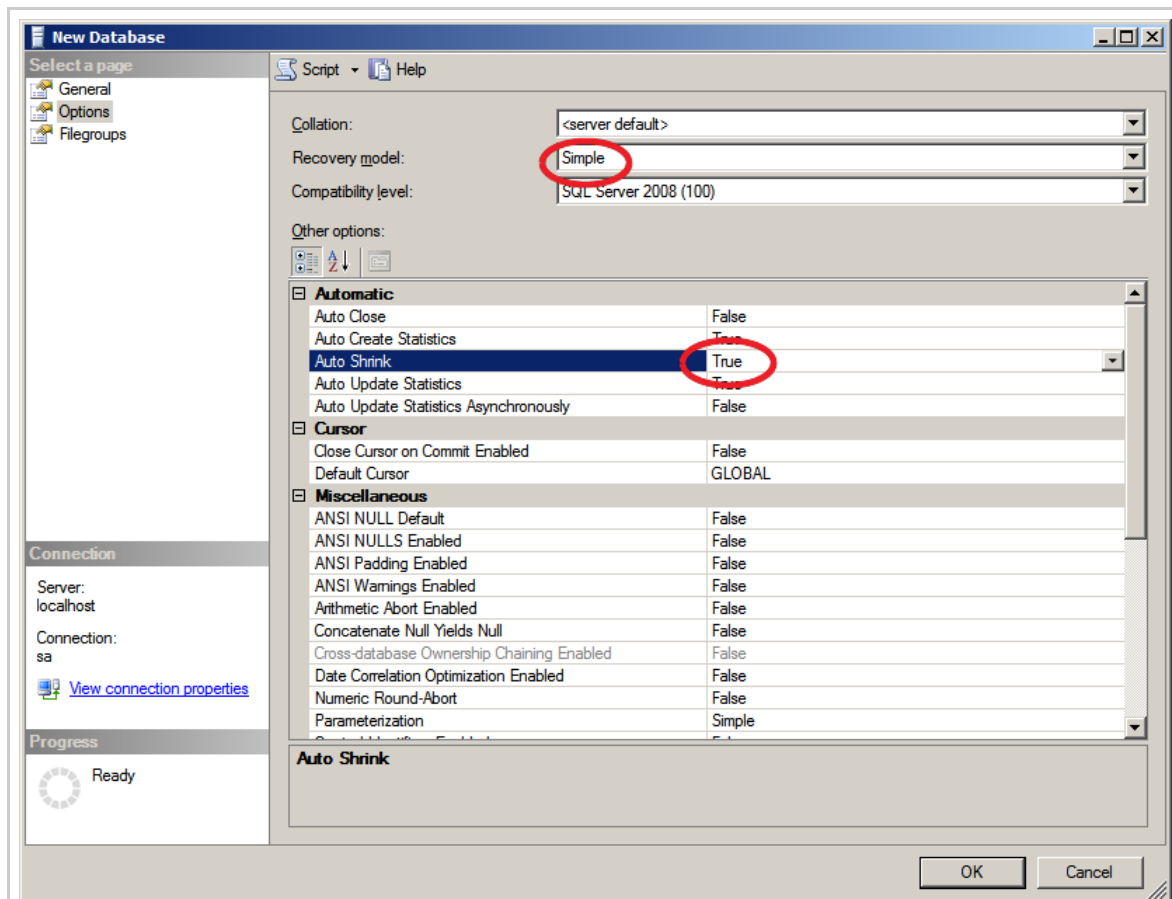 New Database
Select a page
General
Options
Filegroups
Script Help
Collation: <server default>
Recovery model: Simple
Compatibility level: SQL Server 2008 (100)
Other options:
Automatic
Auto Close False
Auto Create Statistics True
Auto Shrink True
Auto Update Statistics True
Auto Update Statistics Asynchronously False
Cursor
Close Cursor on Commit Enabled False
Default Cursor GLOBAL
Miscellaneous
ANSI NULL Default False
ANSI NULLS Enabled False
ANSI Padding Enabled False
ANSI Warnings Enabled False
Arithmetic Abort Enabled False
Concatenate Null Yields Null False
Cross-database Ownership Chaining Enabled False
Date Correlation Optimization Enabled False
Numeric Round-Abort False
Parameterization Simple
Auto Shrink
Connection
Server:
localhost
Connection:
sa
View connection properties
Progress
Ready
OK Cancel